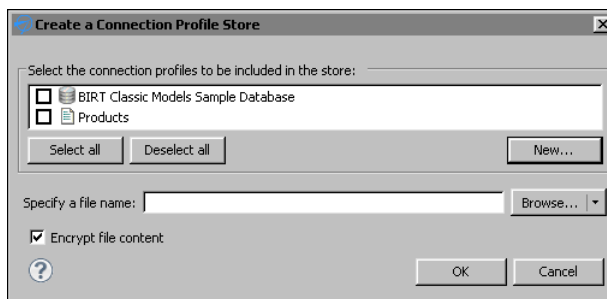 Create a Connection Profile Store
Select the connection profiles to be included in the store:
BIRT Classic Models Sample Database
Products
Select all Deselect all New...
Specify a file name: Browse...
Encrypt file content
? OK Cancel